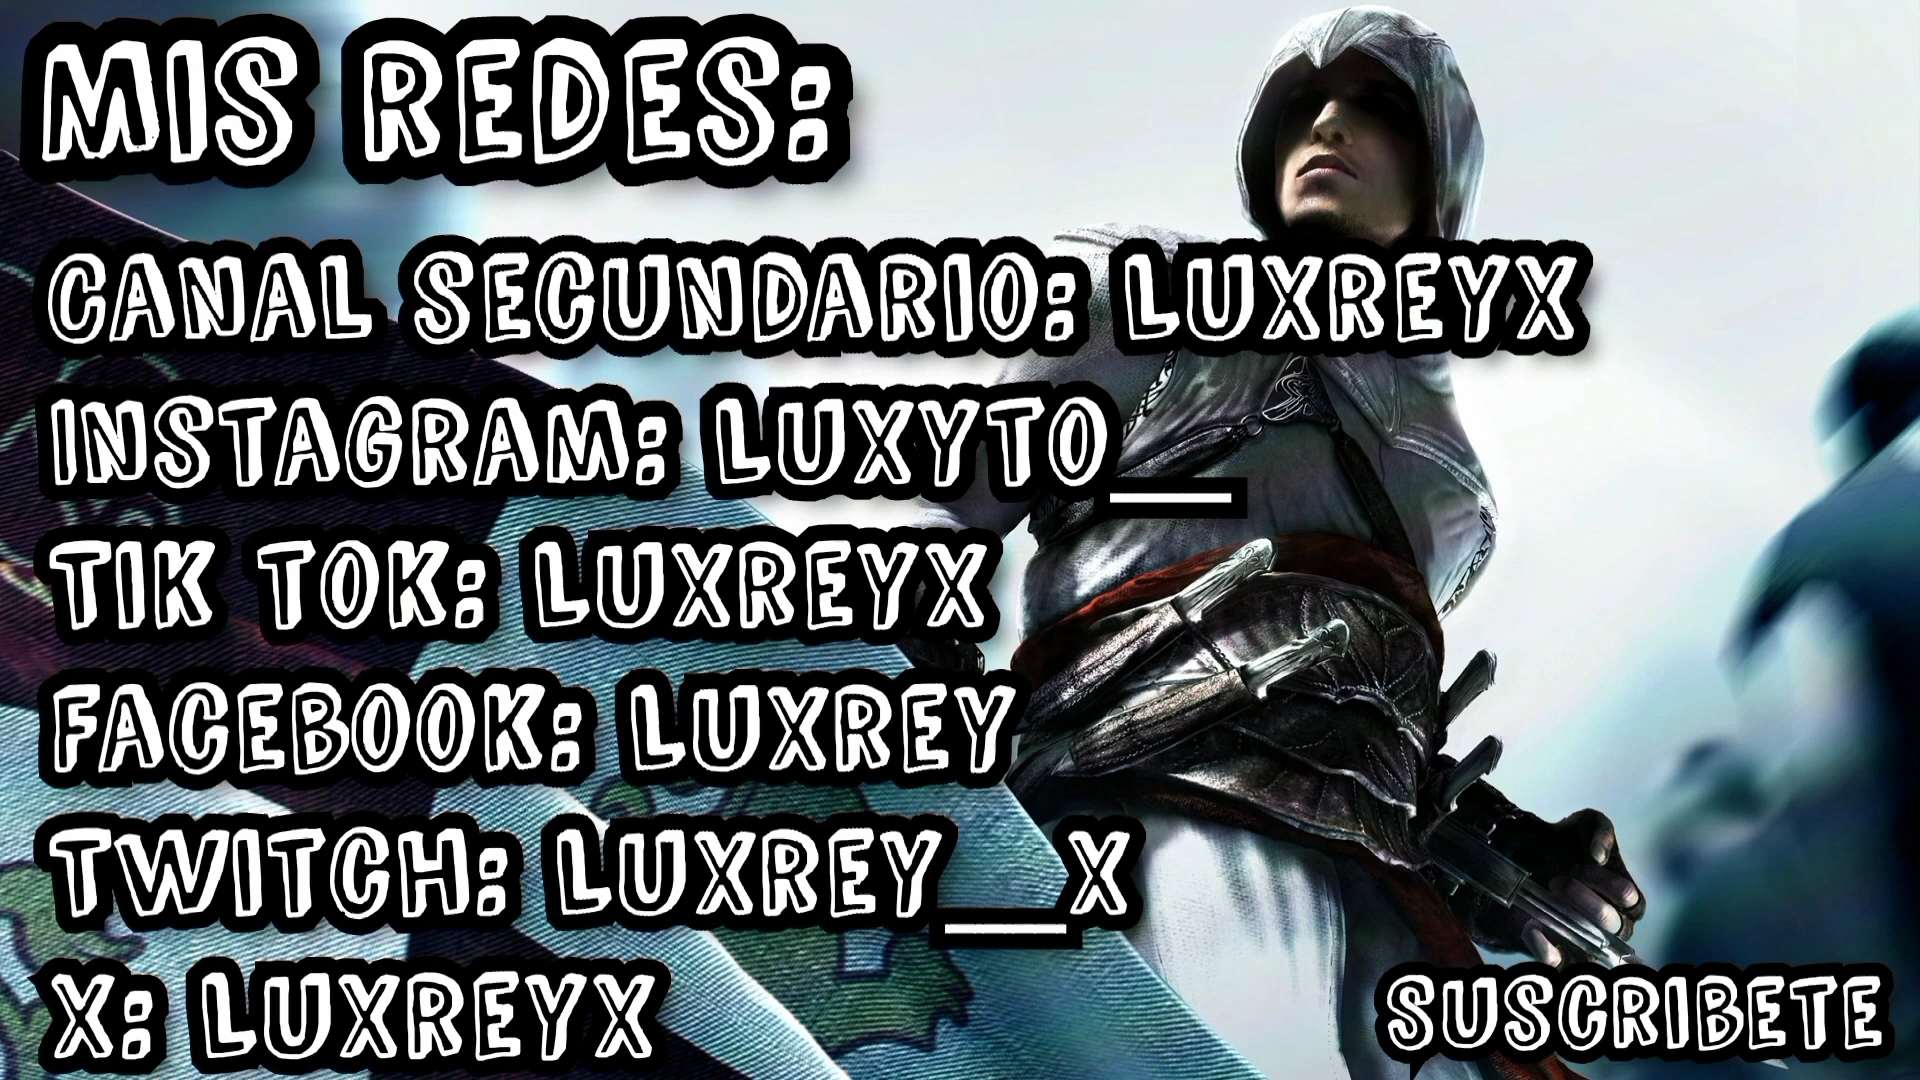 MIS REDES:
CANAL SECUNDARIO: LUXREYX
INSTAGRAM: LUXYTO__
TIK TOK: LUXREYX
FACEBOOK: LUXREY
TWITCH: LUXREY__X
X: LUXREYX
SUSCRIBETE